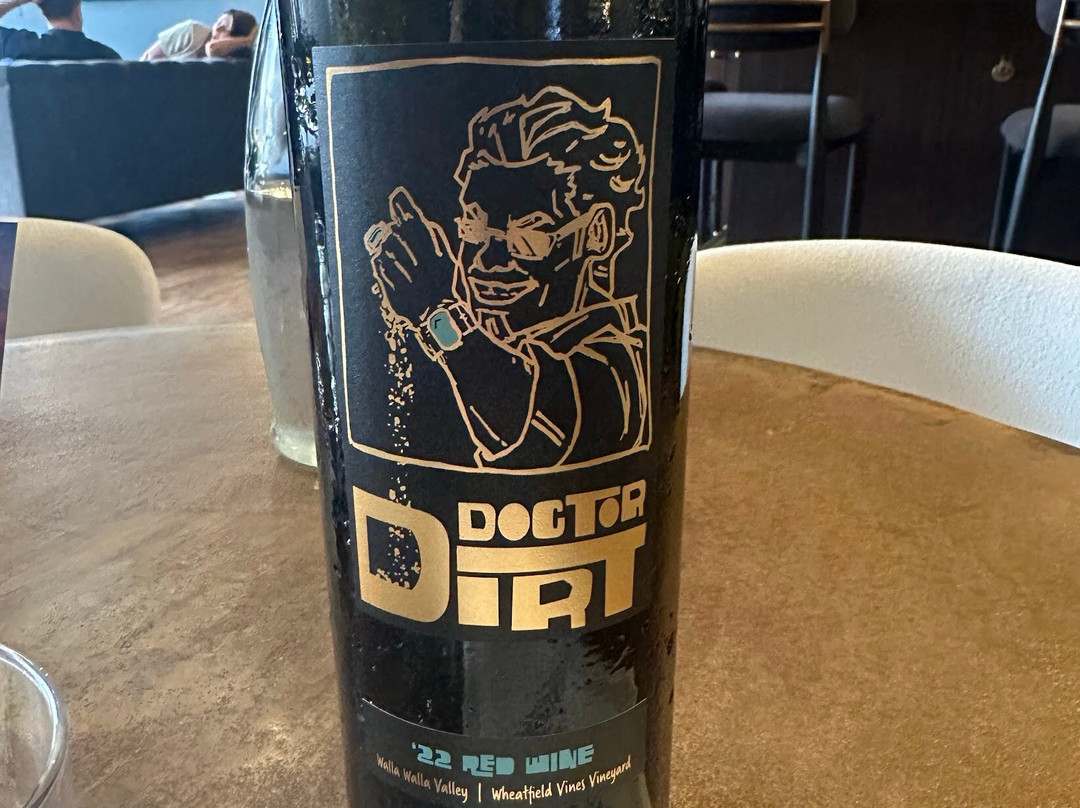 DOCTOR
DIRT
'22 RED WINE
Walla Walla Valley | Wheatfield Vines Vineyard